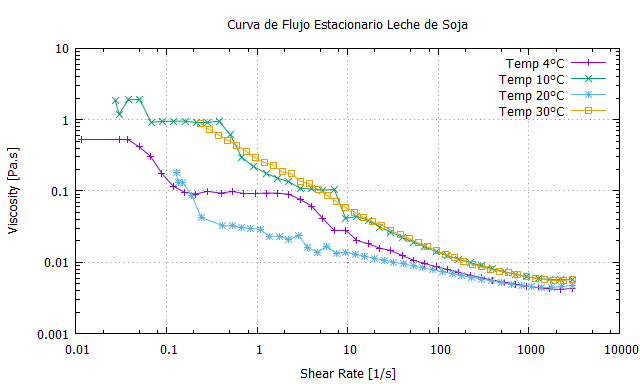 Curva de Flujo Estacionario Leche de Soja
10
1
0.1
0.01
0.001
Viscosity [Pa.s]
Temp 4ºC
Temp 10ºC
Temp 20ºC
Temp 30ºC
0.01 0.1 1 10 100 1000 10000
Shear Rate [1/s]